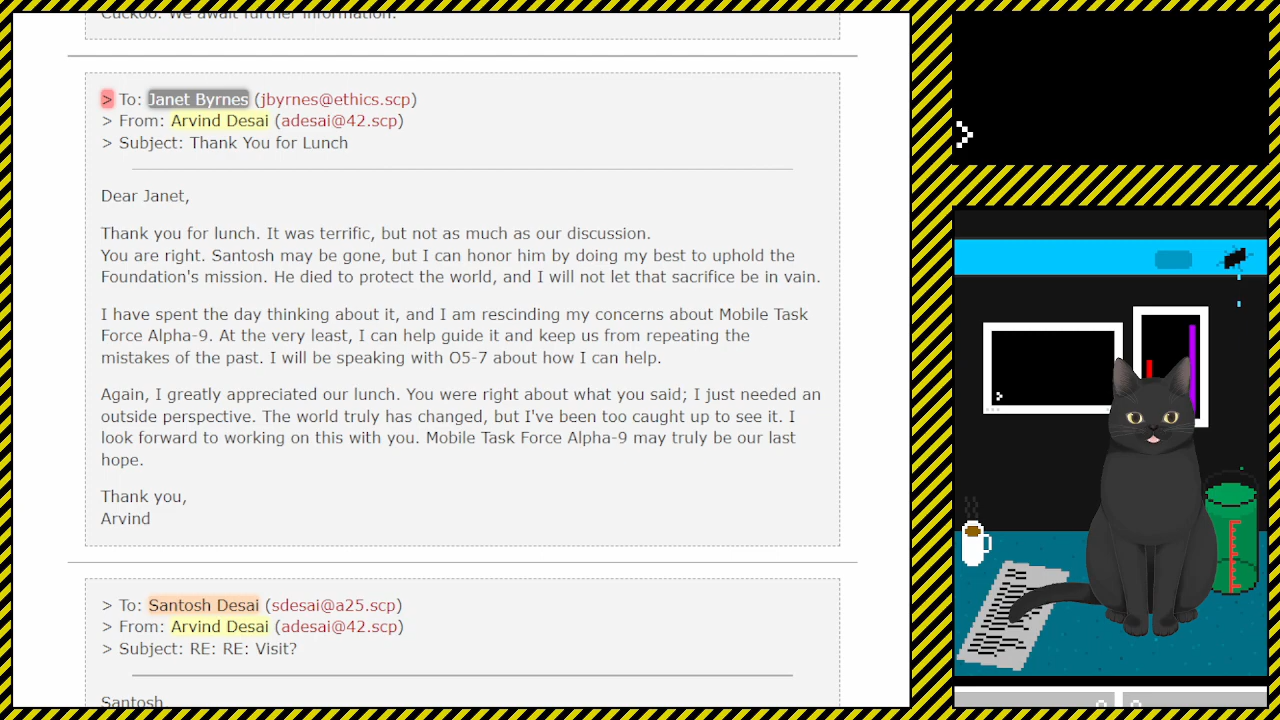 Cuckoo: We await further information.
> To: Janet Byrnes (jbyrnes@ethics.scp)
> From: Arvind Desai (adesai@42.scp)
> Subject: Thank You for Lunch
Dear Janet,
Thank you for lunch. It was terrific, but not as much as our discussion.
You are right. Santosh may be gone, but I can honor him by doing my best to uphold the
Foundation's mission. He died to protect the world, and I will not let that sacrifice be in vain.
I have spent the day thinking about it, and I am rescinding my concerns about Mobile Task
Force Alpha-9. At the very least, I can help guide it and keep us from repeating the
mistakes of the past. I will be speaking with O5-7 about how I can help.
Again, I greatly appreciated our lunch. You were right about what you said; I just needed an
outside perspective. The world truly has changed, but I've been too caught up to see it. I
look forward to working on this with you. Mobile Task Force Alpha-9 may truly be our last
hope.
Thank you,
Arvind
> To: Santosh Desai (sdesai@a25.scp)
> From: Arvind Desai (adesai@42.scp)
> Subject: RE: RE: Visit?
Santosh,
>
>